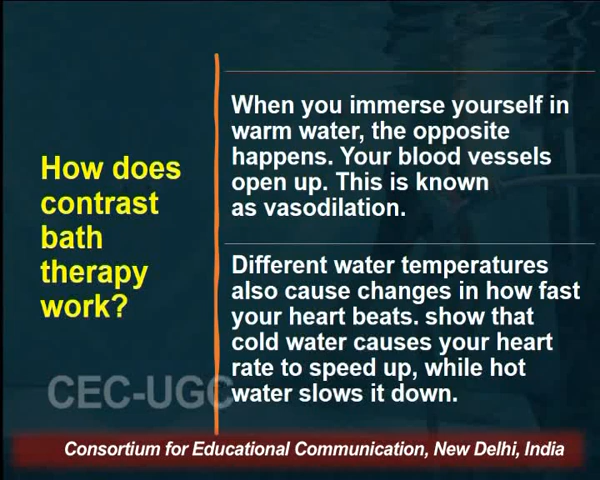 How does
contrast
bath
therapy
work?
When you immerse yourself in
warm water, the opposite
happens. Your blood vessels
open up. This is known
as vasodilation.
Different water temperatures
also cause changes in how fast
your heart beats. show that
cold water causes your heart
rate to speed up, while hot
water slows it down.
CEC-UGC
Consortium for Educational Communication, New Delhi, India